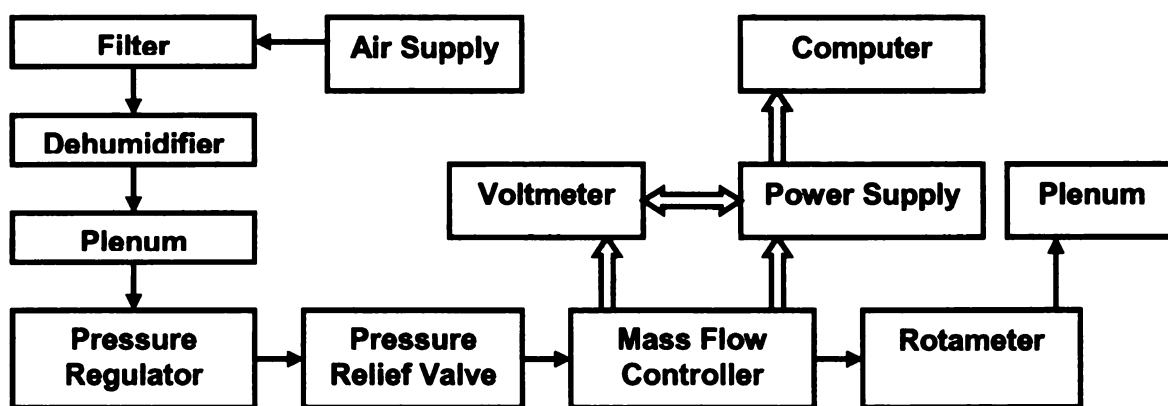 Filter
Air Supply
Computer
Dehumidifier
Voltmeter
Power Supply
Plenum
Plenum
Pressure
Regulator
Pressure
Relief Valve
Mass Flow
Controller
Rotameter